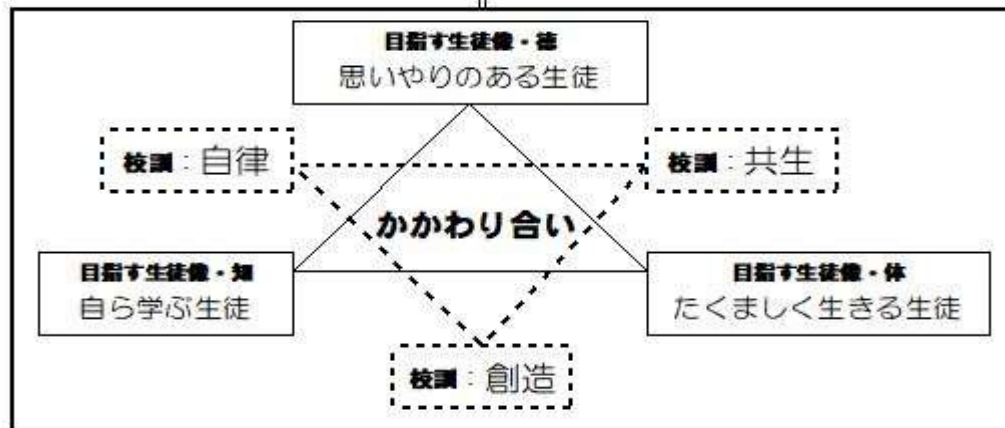 目指す生徒像・徳
思いやりのある生徒
校訓：自律
校訓：共生
かかわり合い
目指す生徒像・知
自ら学ぶ生徒
目指す生徒像・体
たくましく生きる生徒
校訓：創造